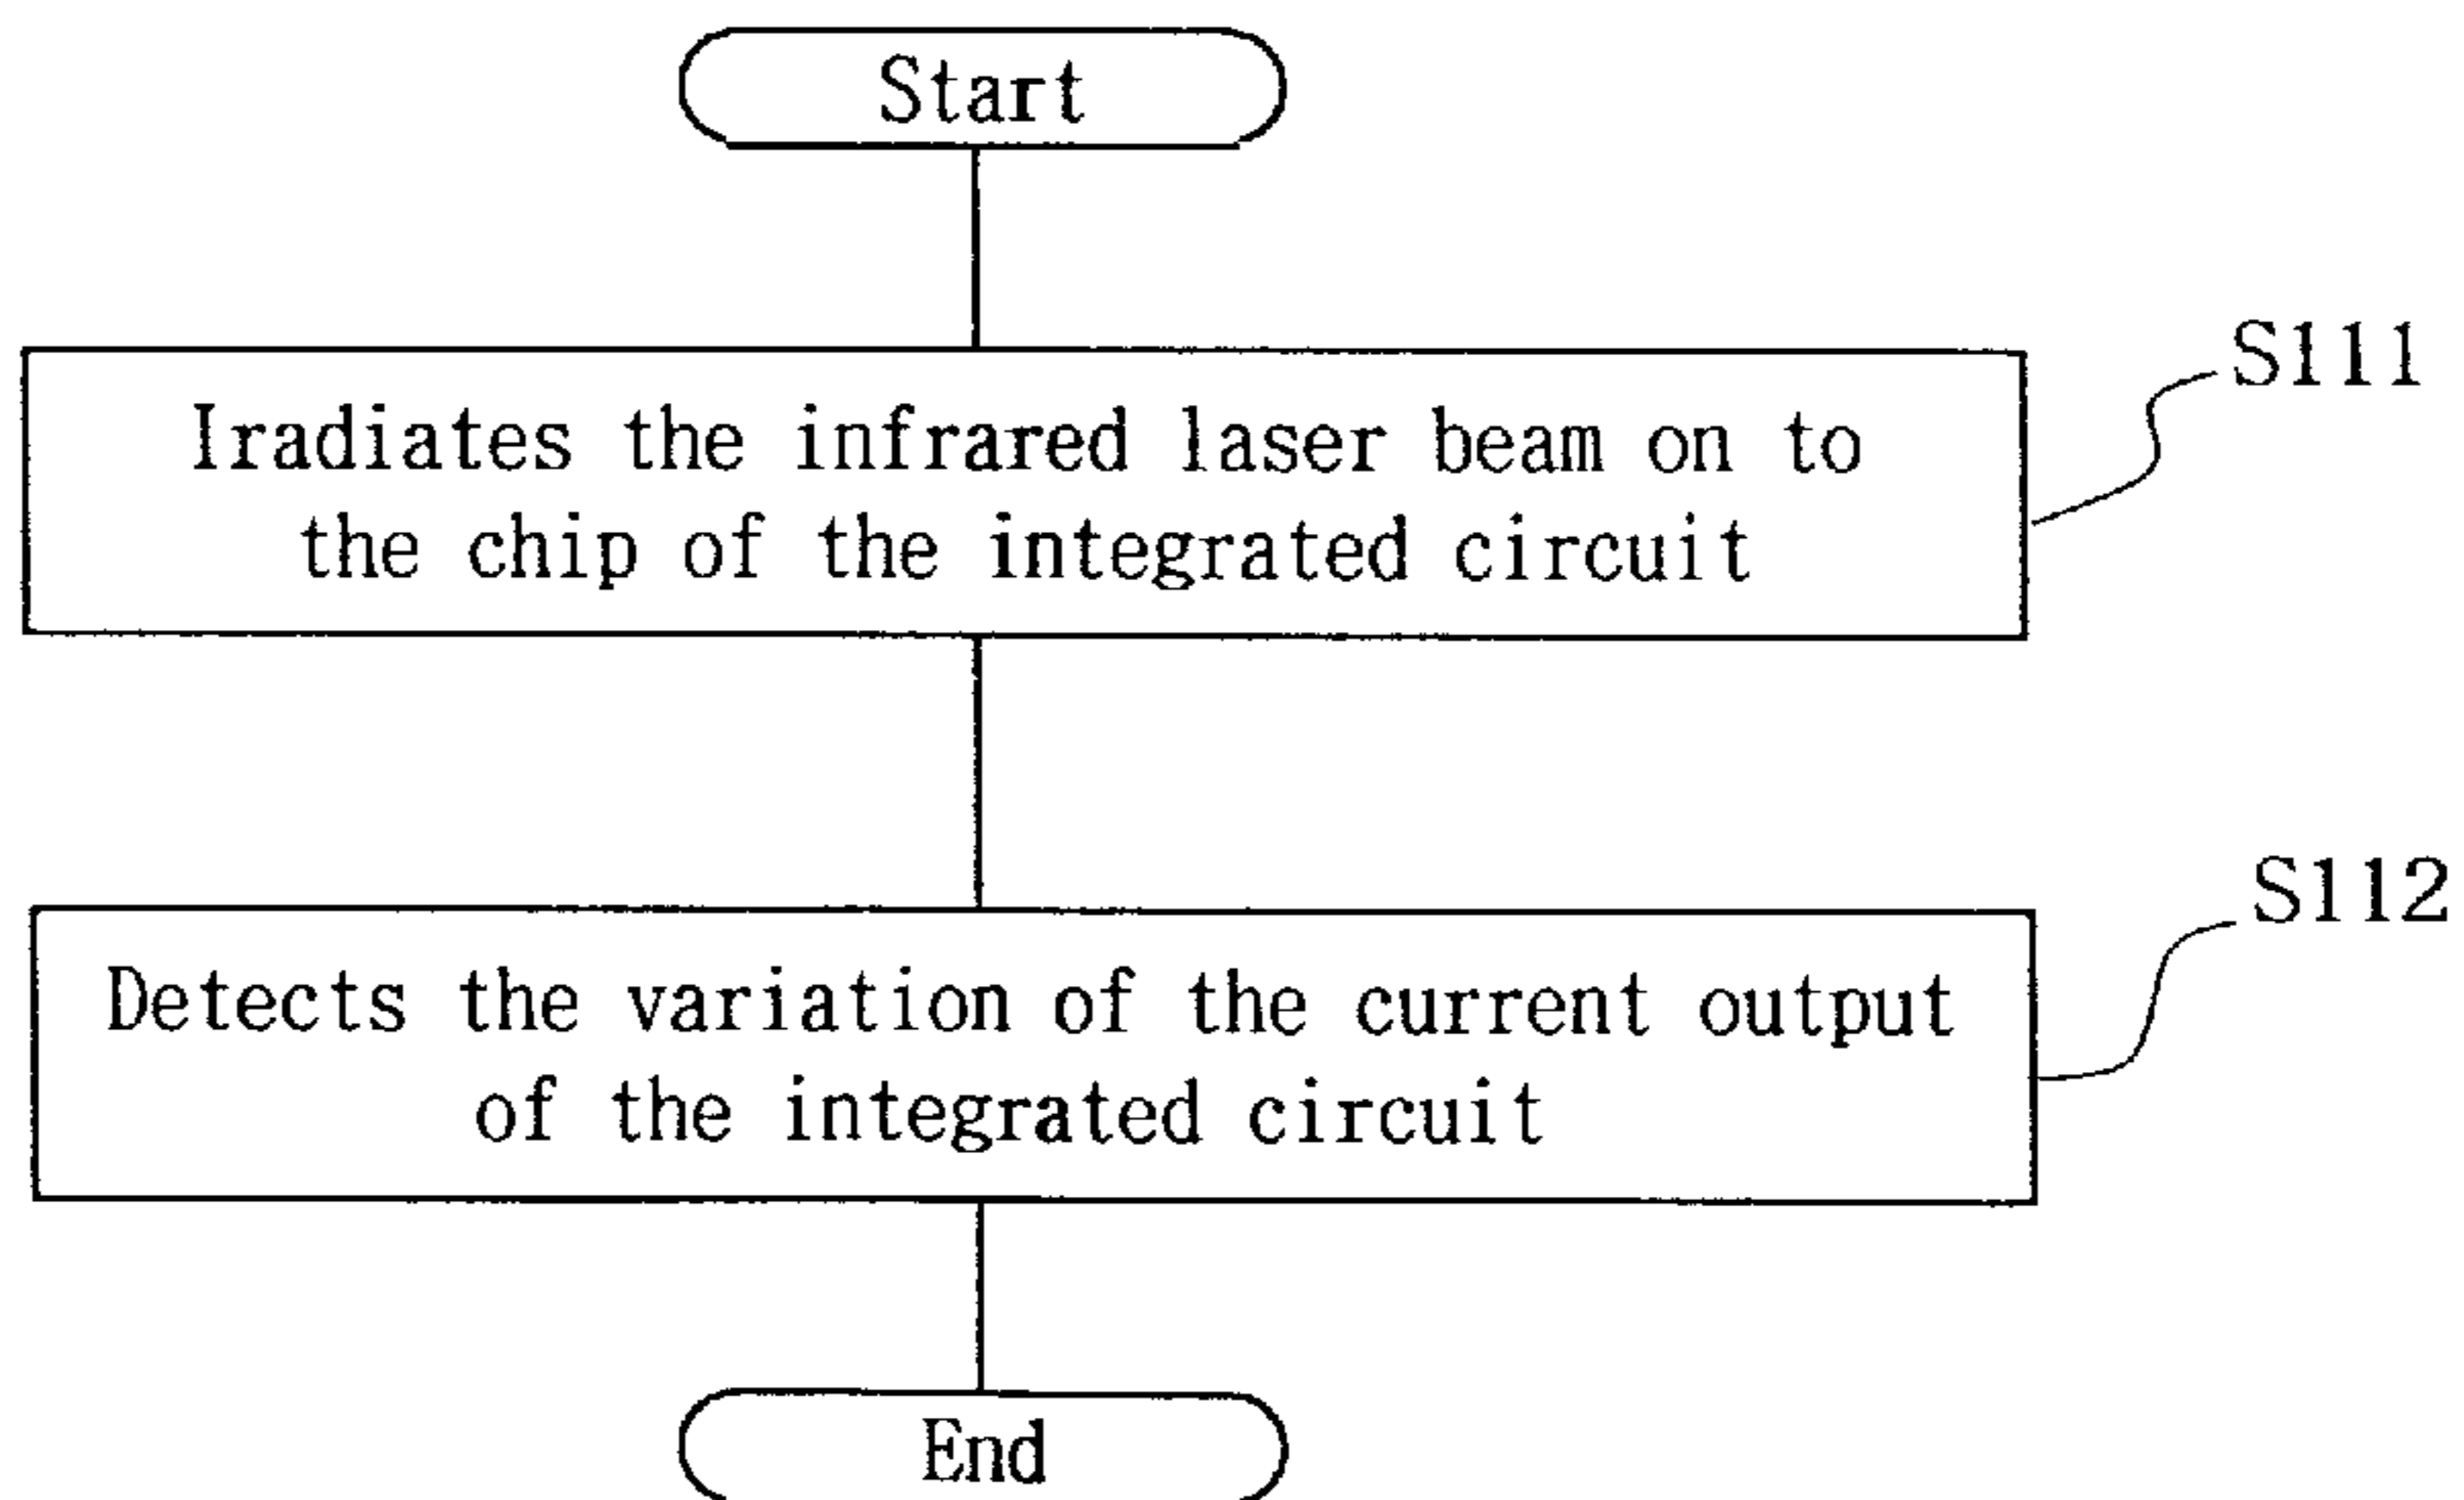 Start
S111
Iradiates the infrared laser beam on to
the chip of the integrated circuit
S112
Detects the variation of the current output
of the integrated circuit
End